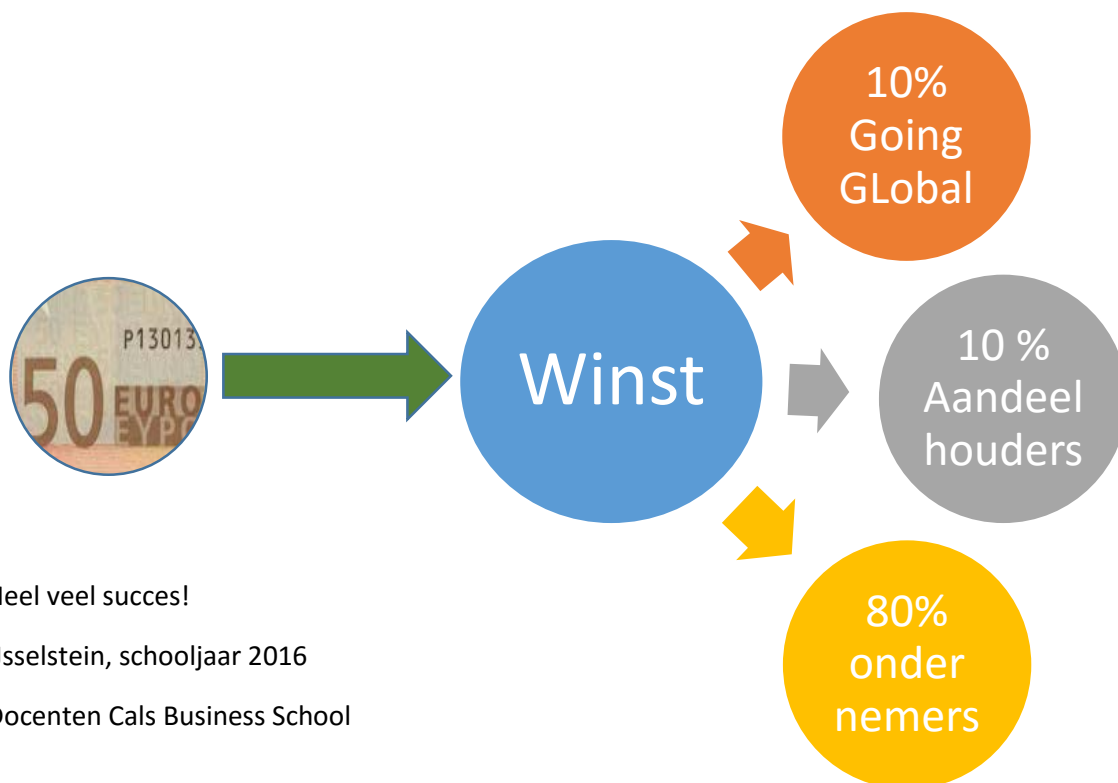 10%
Going
GLobal
P13013
50 EURO
ΕΥΡΩ
Winst
10 %
Aandeel
houders
80%
onder
nemers
eel veel succes!
sselstein, schooljaar 2016
Docenten Cals Business School